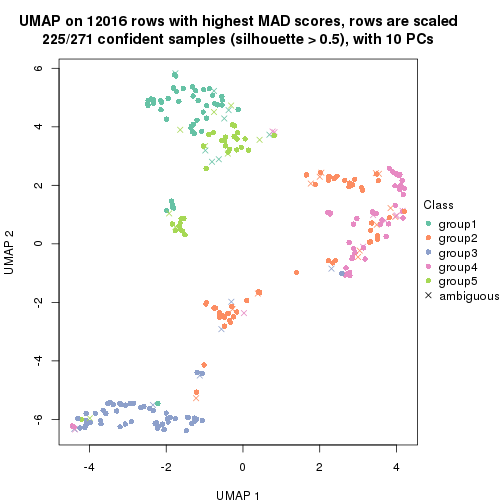 UMAP on 12016 rows with highest MAD scores, rows are scaled
225/271 confident samples (silhouette > 0.5), with 10 PCs
6
4
2
0
-2
-4
-6
UMAP 2
-4
-2
0
2
4
UMAP 1
Class
group1
group2
group3
group4
group5
ambiguous